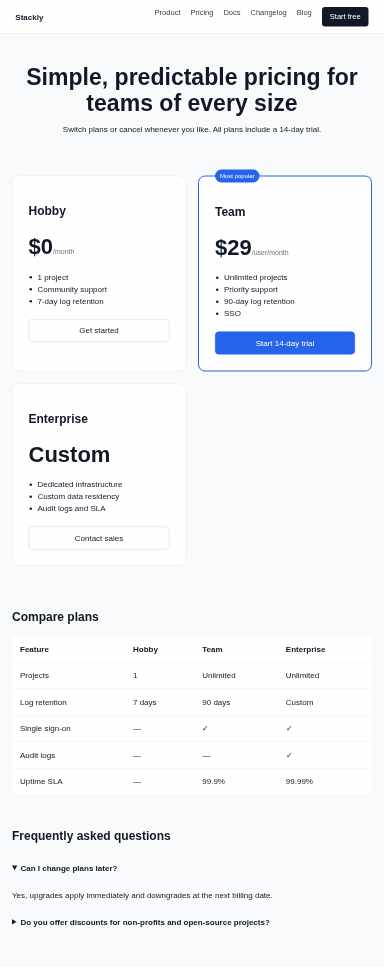 Stackly
Product Pricing Docs Changelog Blog Start free
Simple, predictable pricing for
teams of every size
Switch plans or cancel whenever you like. All plans include a 14-day trial.
Hobby
$0/month
• 1 project
• Community support
• 7-day log retention
Get started
Most popular
Team
$29/user/month
• Unlimited projects
• Priority support
• 90-day log retention
• SSO
Start 14-day trial
Enterprise
Custom
• Dedicated infrastructure
• Custom data residency
• Audit logs and SLA
Contact sales
Compare plans
Feature Hobby Team Enterprise
Projects 1 Unlimited Unlimited
Log retention 7 days 90 days Custom
Single sign-on — ✓ ✓
Audit logs — — ✓
Uptime SLA — 99.9% 99.99%
Frequently asked questions
▼ Can I change plans later?
Yes, upgrades apply immediately and downgrades at the next billing date.
▶ Do you offer discounts for non-profits and open-source projects?